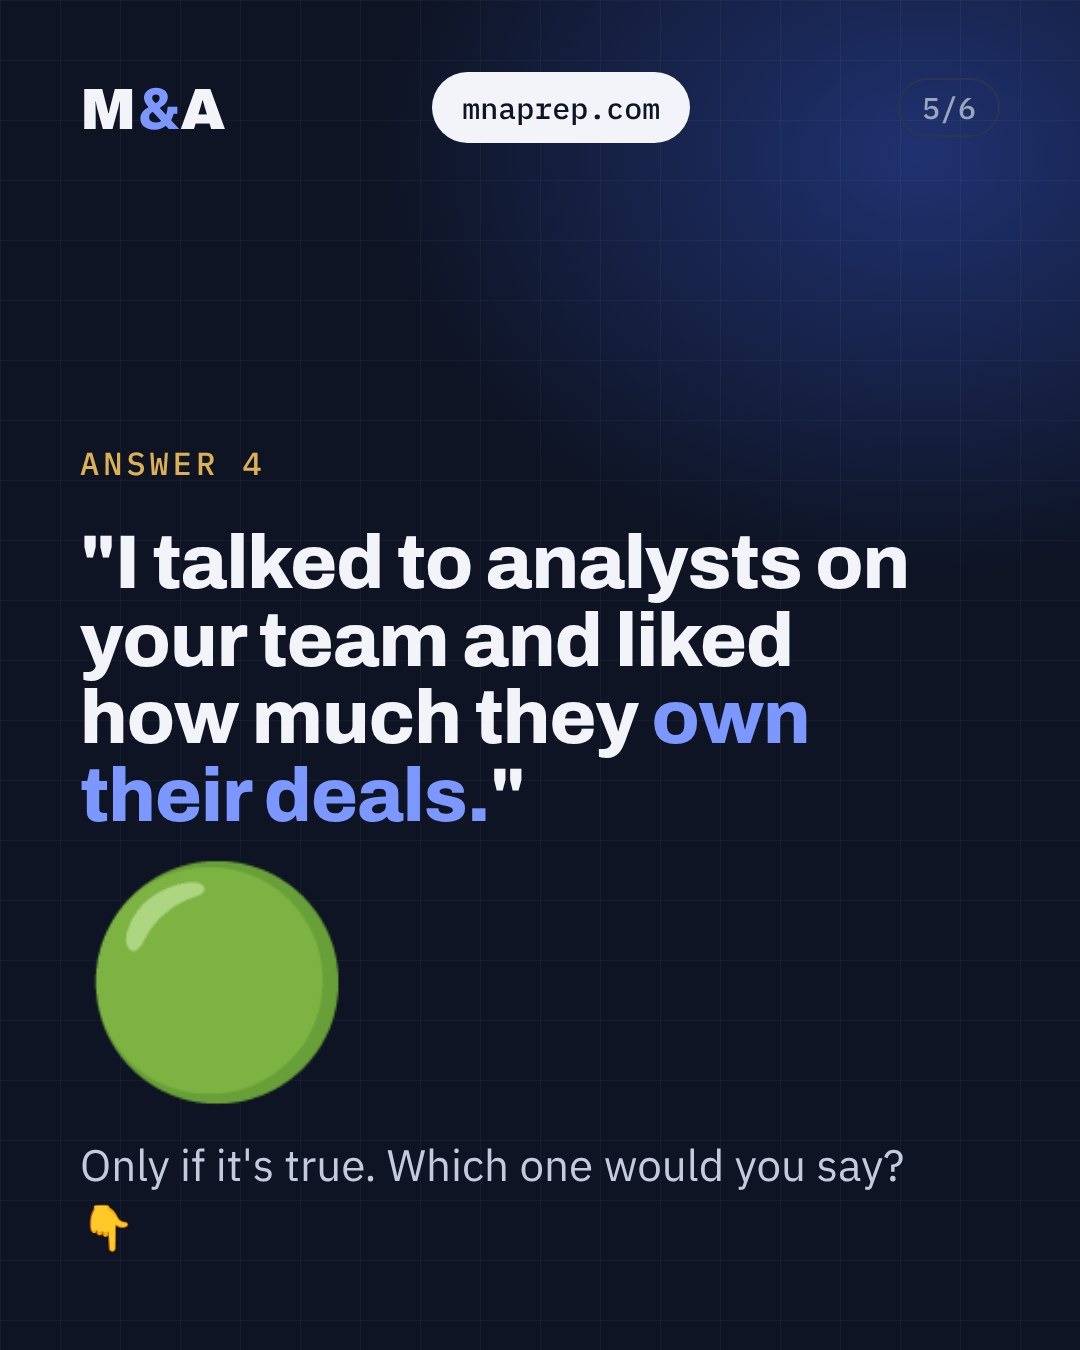 M&A
mnaprep.com
5/6
ANSWER 4
"I talked to analysts on
your team and liked
how much they own
their deals."
Only if it's true. Which one would you say?
👇